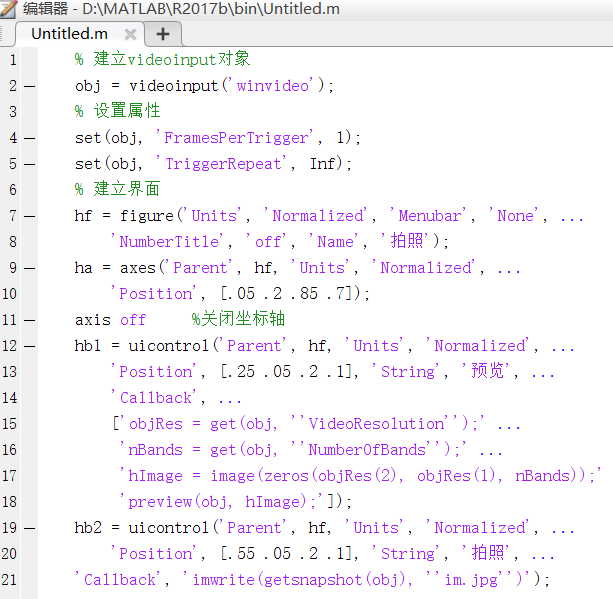 编辑器 - D:\MATLAB\R2017b\bin\Untitled.m
Untitled.m × +
1 % 建立videoinput对象
2 — obj = videoinput('winvideo');
3 % 设置属性
4 — set(obj, 'FramesPerTrigger', 1);
5 — set(obj, 'TriggerRepeat', Inf);
6 % 建立界面
7 — hf = figure('Units', 'Normalized', 'Menubar', 'None', ...
8 'NumberTitle', 'off', 'Name', '拍照');
9 — ha = axes('Parent', hf, 'Units', 'Normalized', ...
10 'Position', [.05 .2 .85 .7]);
11 — axis off %关闭坐标轴
12 — hb1 = uicontrol('Parent', hf, 'Units', 'Normalized', ...
13 'Position', [.25 .05 .2 .1], 'String', '预览', ...
14 'Callback', ...
15 ['objRes = get(obj, ''VideoResolution'');' ...
16 'nBands = get(obj, ''NumberOfBands'');' ...
17 'hImage = image(zeros(objRes(2), objRes(1), nBands));'
18 'preview(obj, hImage);']);
19 — hb2 = uicontrol('Parent', hf, 'Units', 'Normalized', ...
20 'Position', [.55 .05 .2 .1], 'String', '拍照', ...
21 'Callback', 'imwrite(getsnapshot(obj), ''im.jpg'')');